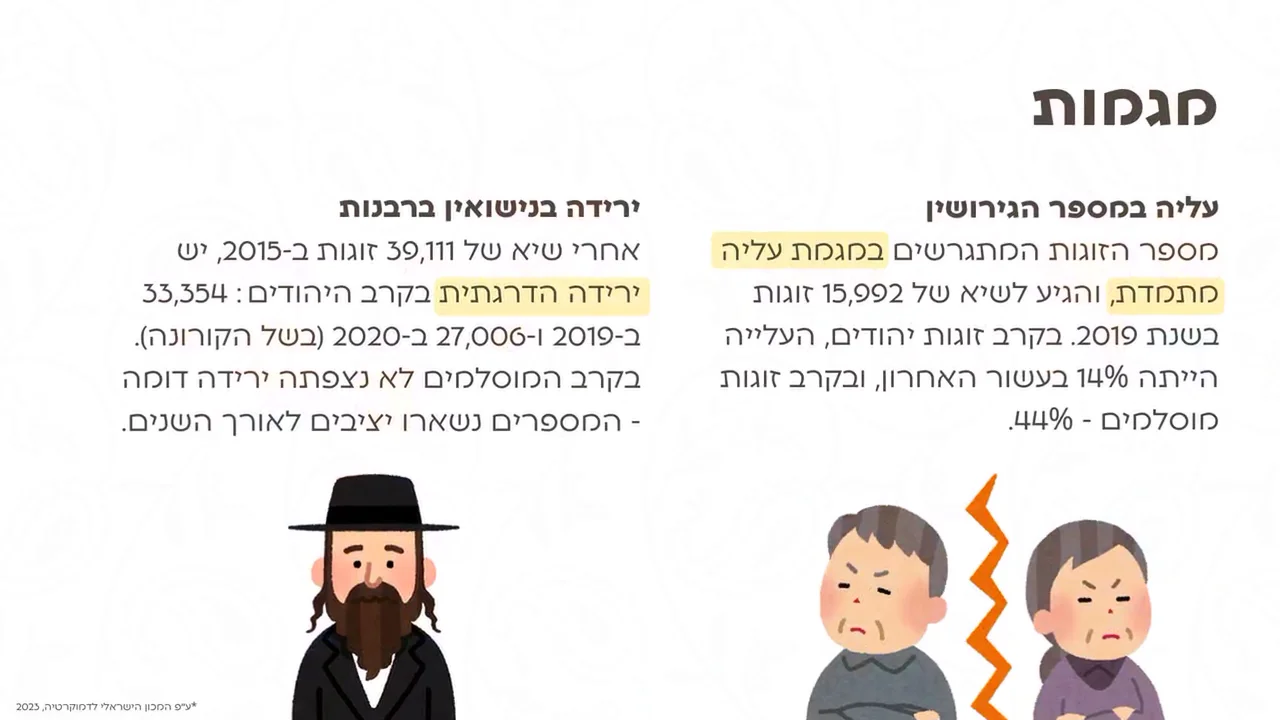 מגמות
עליה במספר הגירושין
מספר הזוגות המתגרשים במגמת עליה
מתמדת, והגיע לשיא של 15,992 זוגות
בשנת 2019. בקרב זוגות יהודים, העלייה
הייתה 14% בעשור האחרון, ובקרב זוגות
מוסלמים - 44%.
ירידה בנישואין ברבנות
אחרי שיא של 39,111 זוגות ב-2015, יש
ירידה הדרגתית בקרב היהודים: 33,354
ב-2019 ו-27,006 ב-2020 (בשל הקורונה).
בקרב המוסלמים לא נצפתה ירידה דומה
- המספרים נשארו יציבים לאורך השנים.
*ע"פ המכון הישראלי לדמוקרטיה, 2023